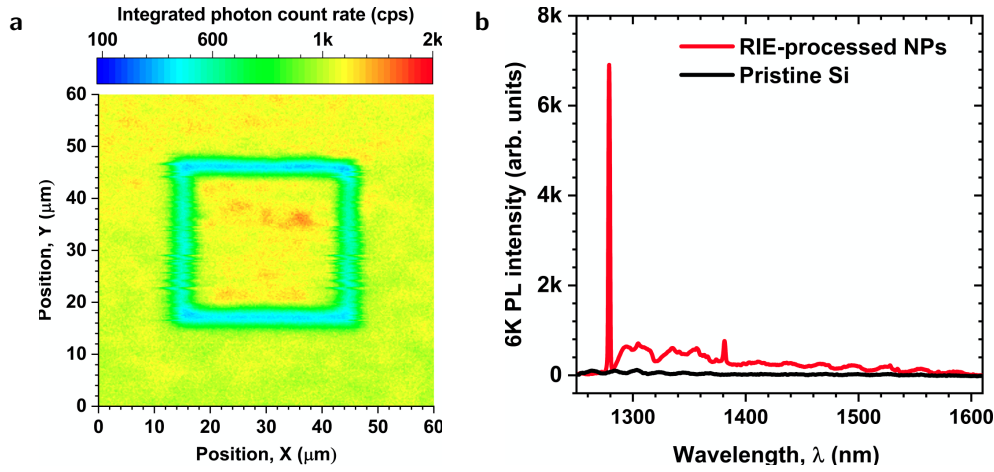 a
Integrated photon count rate (cps)
100 600 1k 2k
60
50
40
30
20
10
0
Position, Y (μm)
0 10 20 30 40 50 60
Position, X (μm)
b
8k
6k
4k
2k
0
6K PL intensity (arb. units)
RIE-processed NPs
Pristine Si
1300 1400 1500 1600
Wavelength, λ (nm)